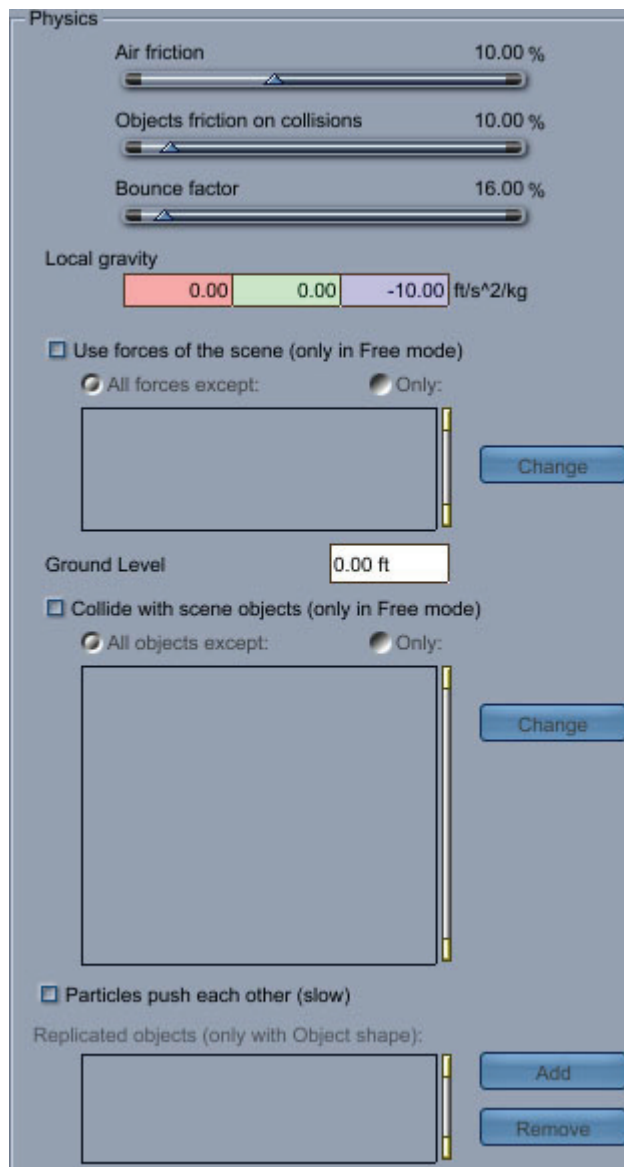 Physics
Air friction 10.00 %
Objects friction on collisions 10.00 %
Bounce factor 16.00 %
Local gravity
0.00 0.00 -10.00 ft/s^2/kg
Use forces of the scene (only in Free mode)
All forces except: Only:
Change
Ground Level 0.00 ft
Collide with scene objects (only in Free mode)
All objects except: Only:
Change
Particles push each other (slow)
Replicated objects (only with Object shape):
Add
Remove